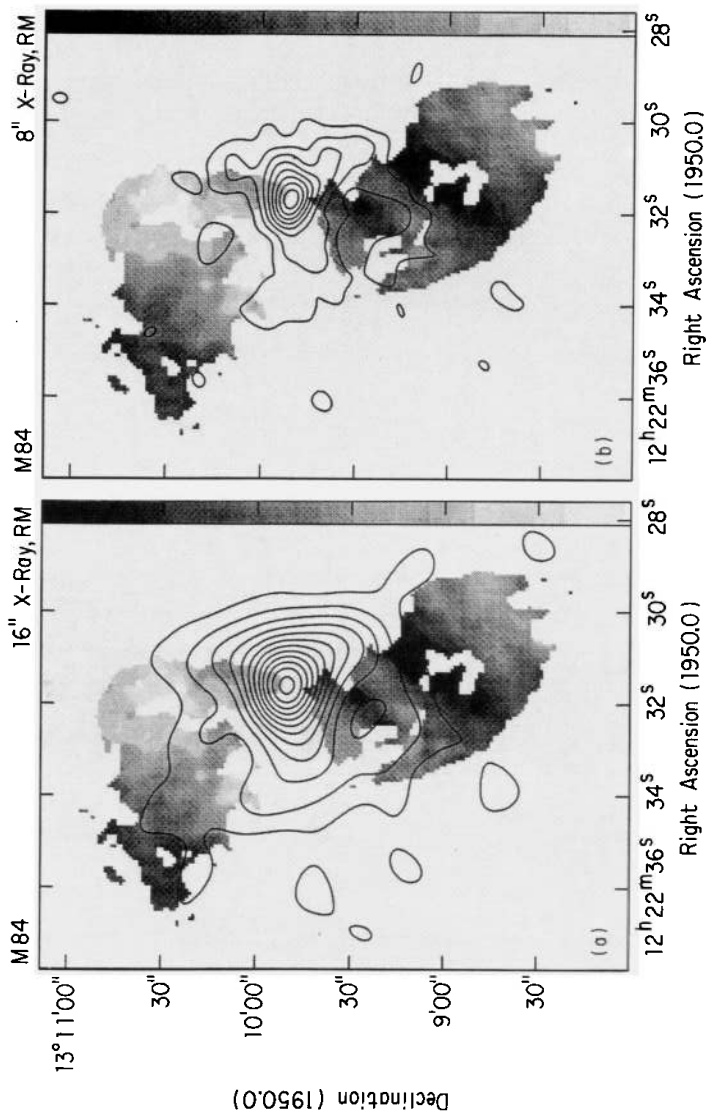 M84 16" X-Ray, RM
M84 8" X-Ray, RM
13°11'00"
30"
10'00"
30"
9'00"
30"
Declination (1950.0)
(a)
(b)
12ʰ22ᵐ36ˢ 34ˢ 32ˢ 30ˢ 28ˢ
Right Ascension (1950.0)
12ʰ22ᵐ36ˢ 34ˢ 32ˢ 30ˢ 28ˢ
Right Ascension (1950.0)